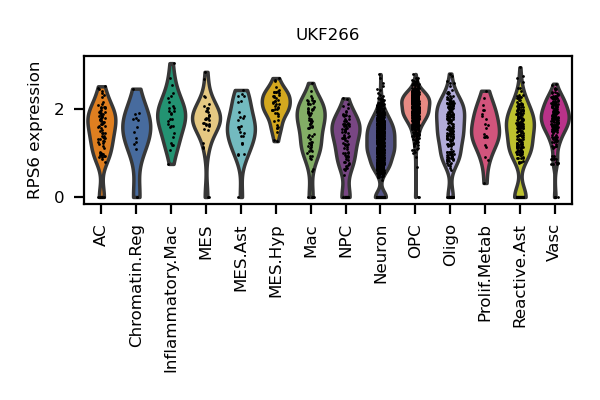 UKF266
RPS6 expression
2
0
AC
Chromatin.Reg
Inflammatory.Mac
MES
MES.Ast
MES.Hyp
Mac
NPC
Neuron
OPC
Oligo
Prolif.Metab
Reactive.Ast
Vasc